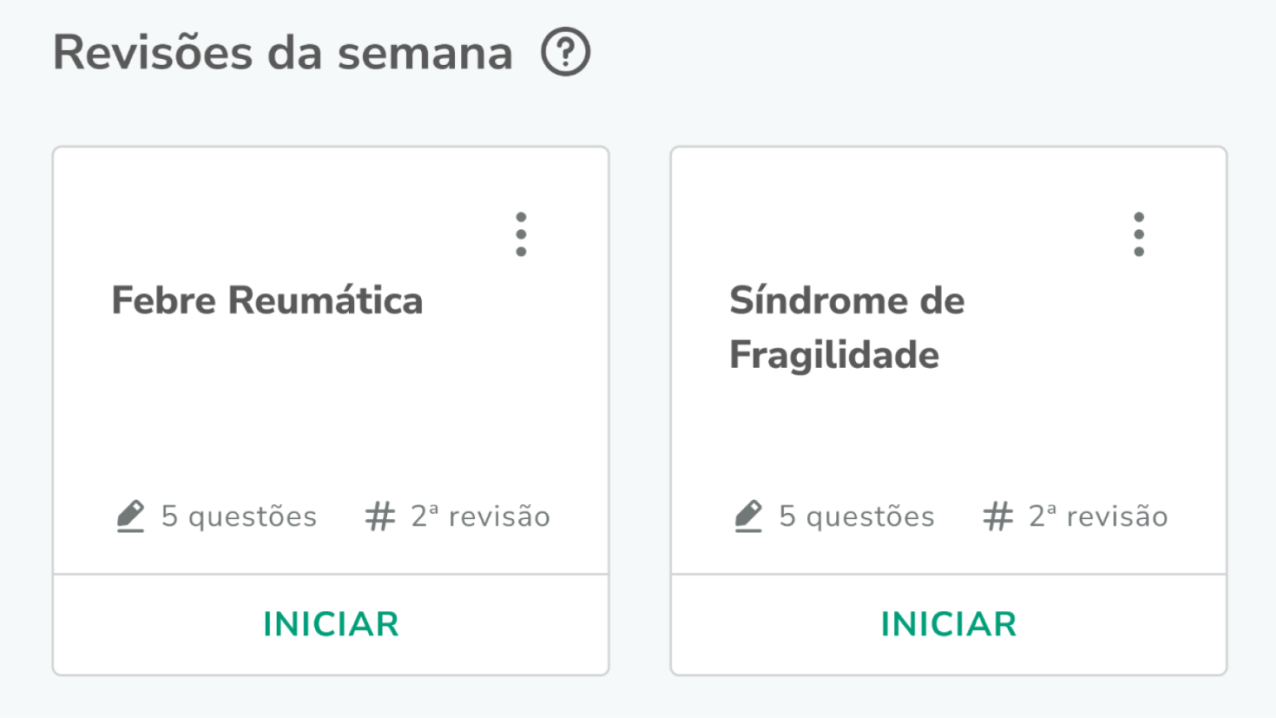 Revisões da semana
Febre Reumática
5 questões # 2ª revisão
INICIAR
Síndrome de
Fragilidade
5 questões # 2ª revisão
INICIAR